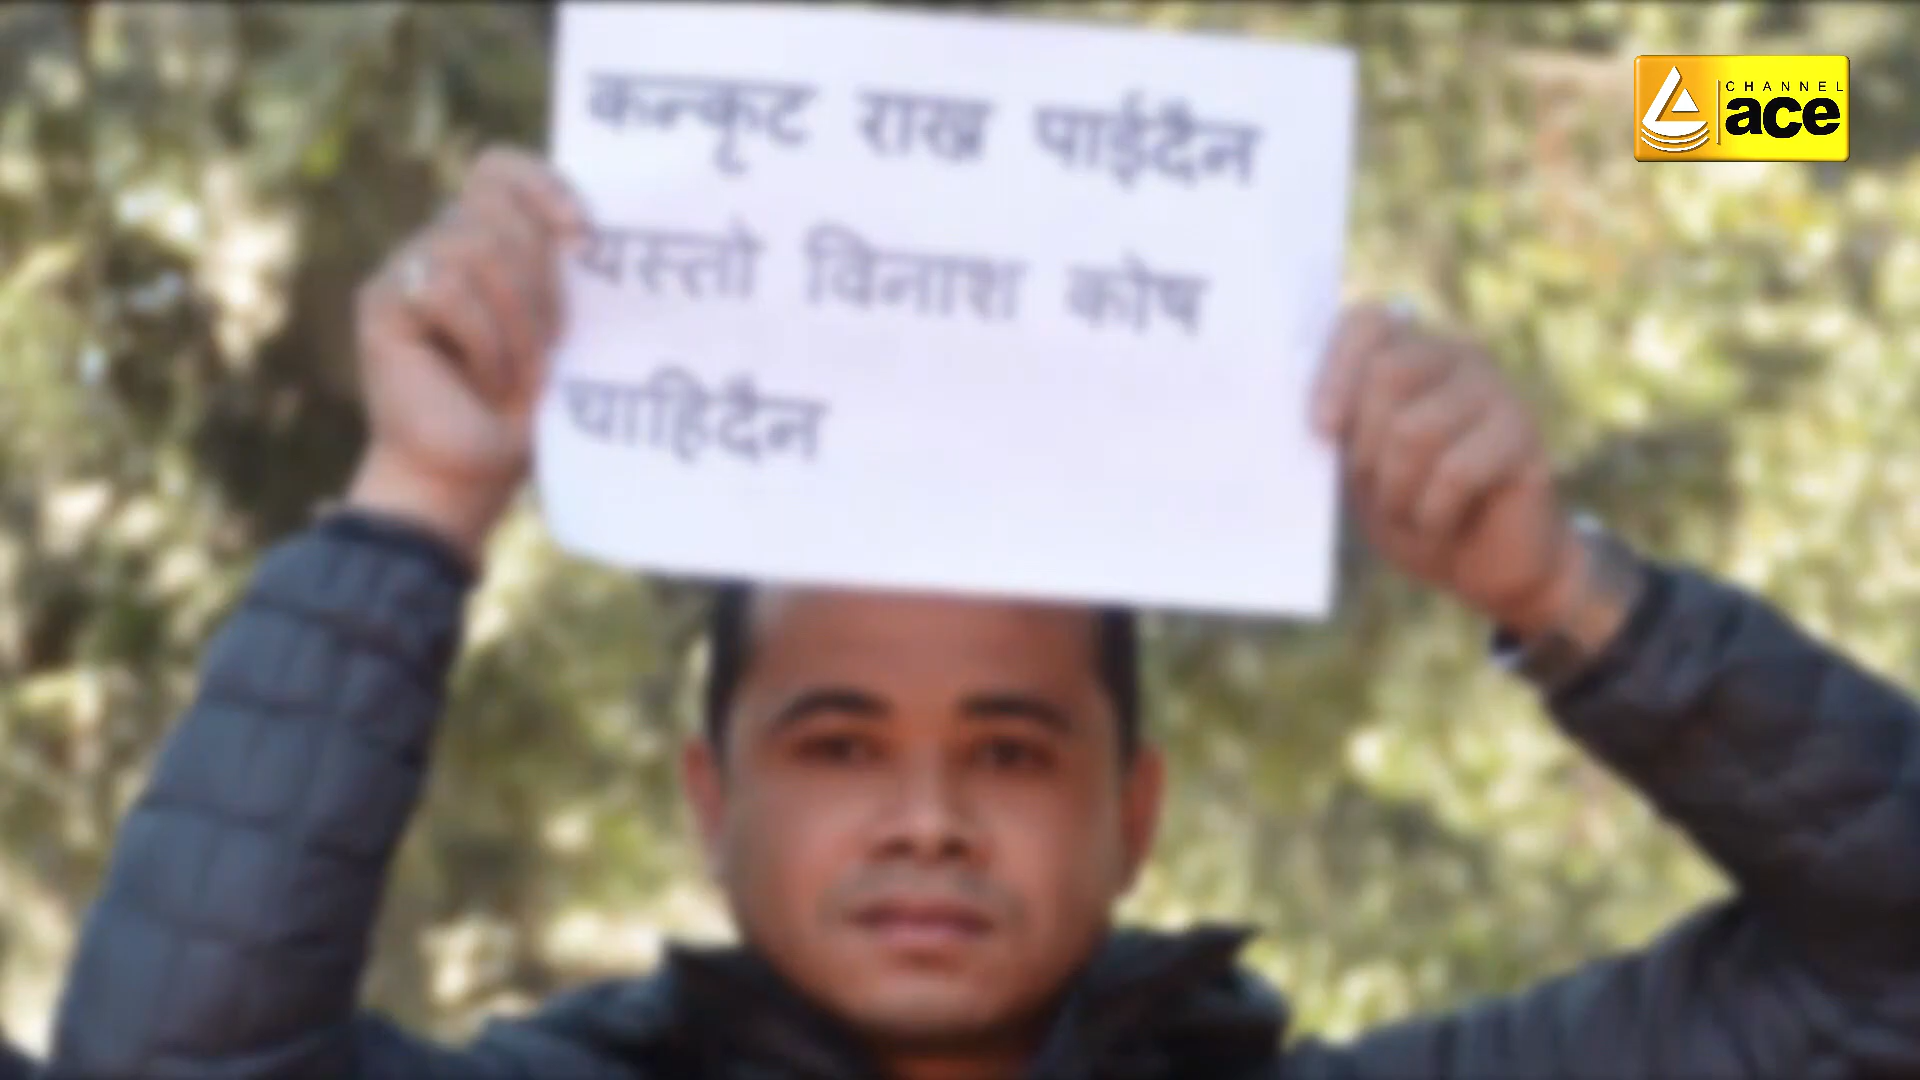 कन्कृट राख्न पाईदैन
यस्तो विनाश कोष
चाहिदैन
CHANNEL
ace